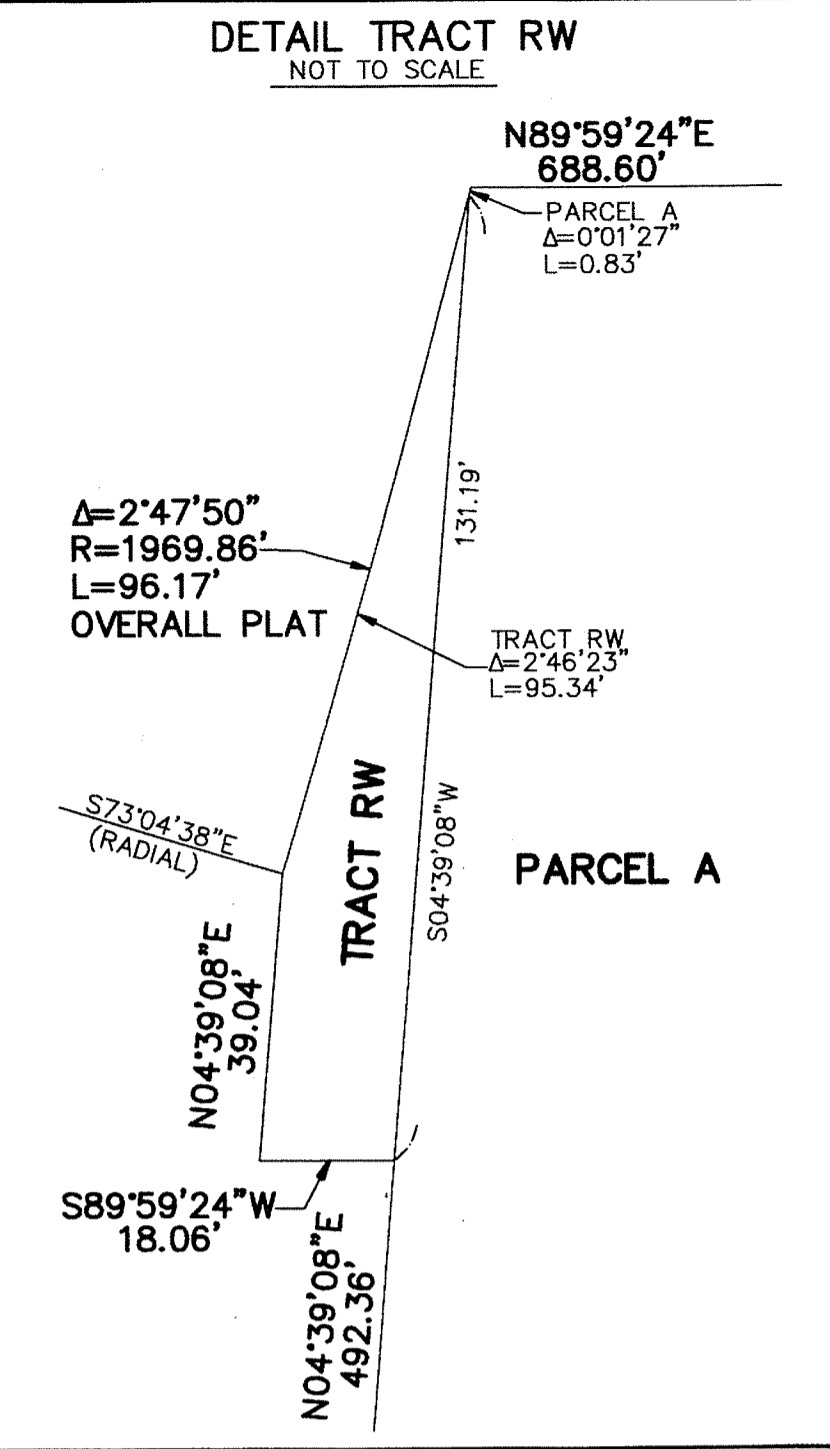 DETAIL TRACT RW
NOT TO SCALE
N89°59'24"E
688.60'
PARCEL A
Δ=0°01'27"
L=0.83'
131.19'
Δ=2°47'50"
R=1969.86'
L=96.17'
OVERALL PLAT
TRACT RW
Δ=2°46'23"
L=95.34'
S73°04'38"E
(RADIAL)
TRACT RW
S04°39'08"W
PARCEL A
N04°39'08"E
39.04'
S89°59'24"W
18.06'
N04°39'08"E
492.36'